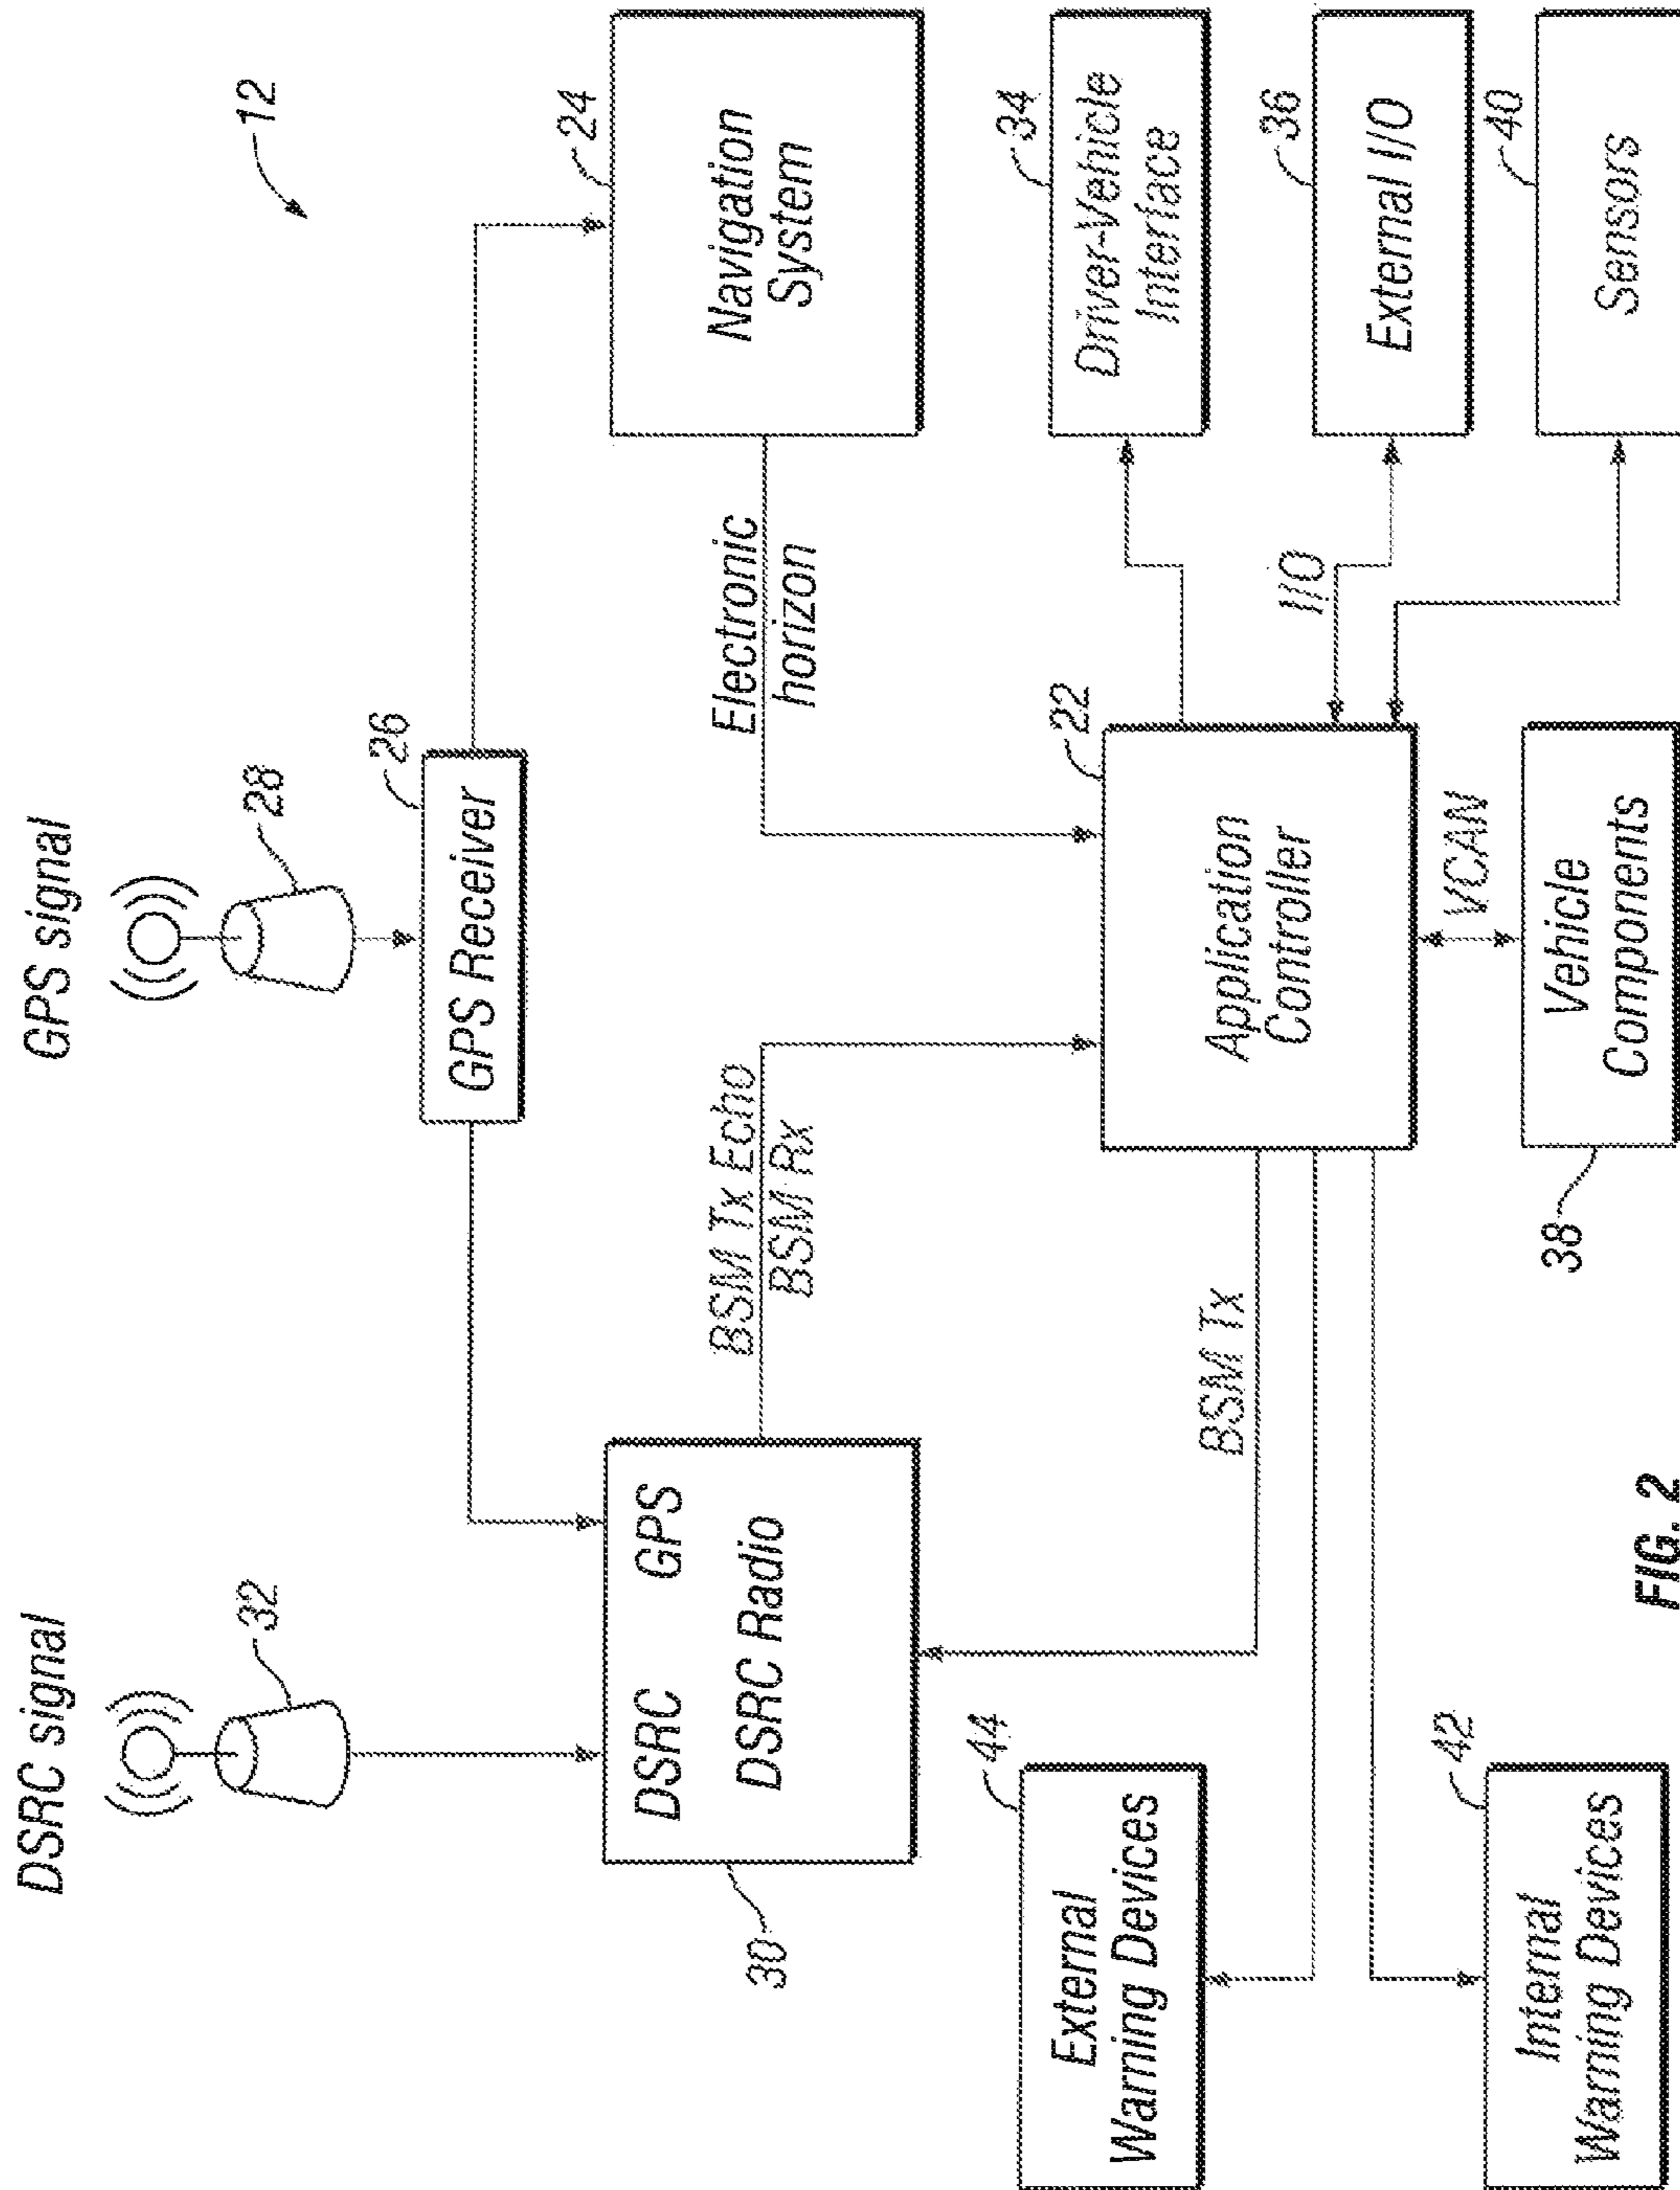 DSRC signal
GPS signal
12
32
28
26
GPS Receiver
24
Navigation
System
DSRC GPS
DSRC Radio
30
BSM Tx Echo
BSM Rx
Electronic
horizon
44
External
Warning Devices
BSM Tx
22
Application
Controller
34
Driver-Vehicle
Interface
I/O
36
External I/O
42
Internal
Warning Devices
VCAN
38
Vehicle
Components
40
Sensors
FIG. 2